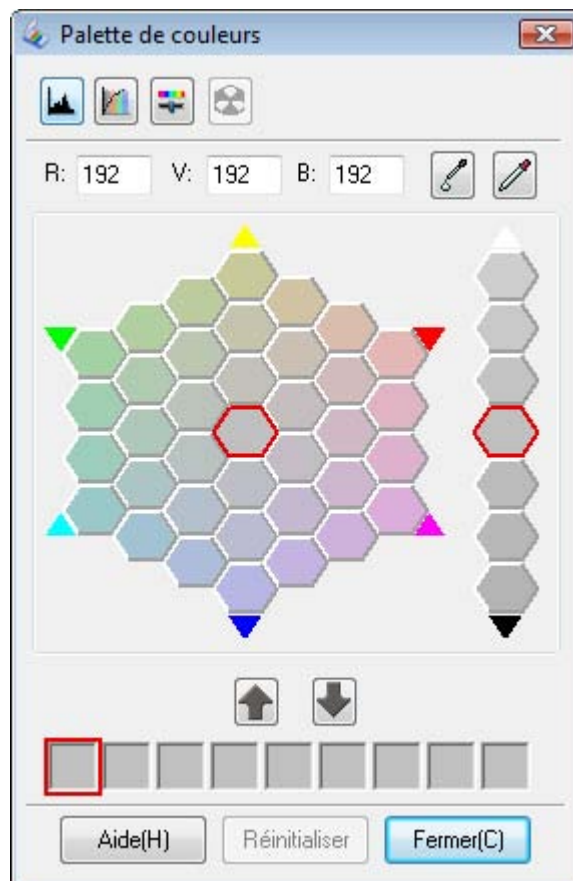 Palette de couleurs
R: 192 V: 192 B: 192
Aide(H) Réinitialiser Fermer(C)